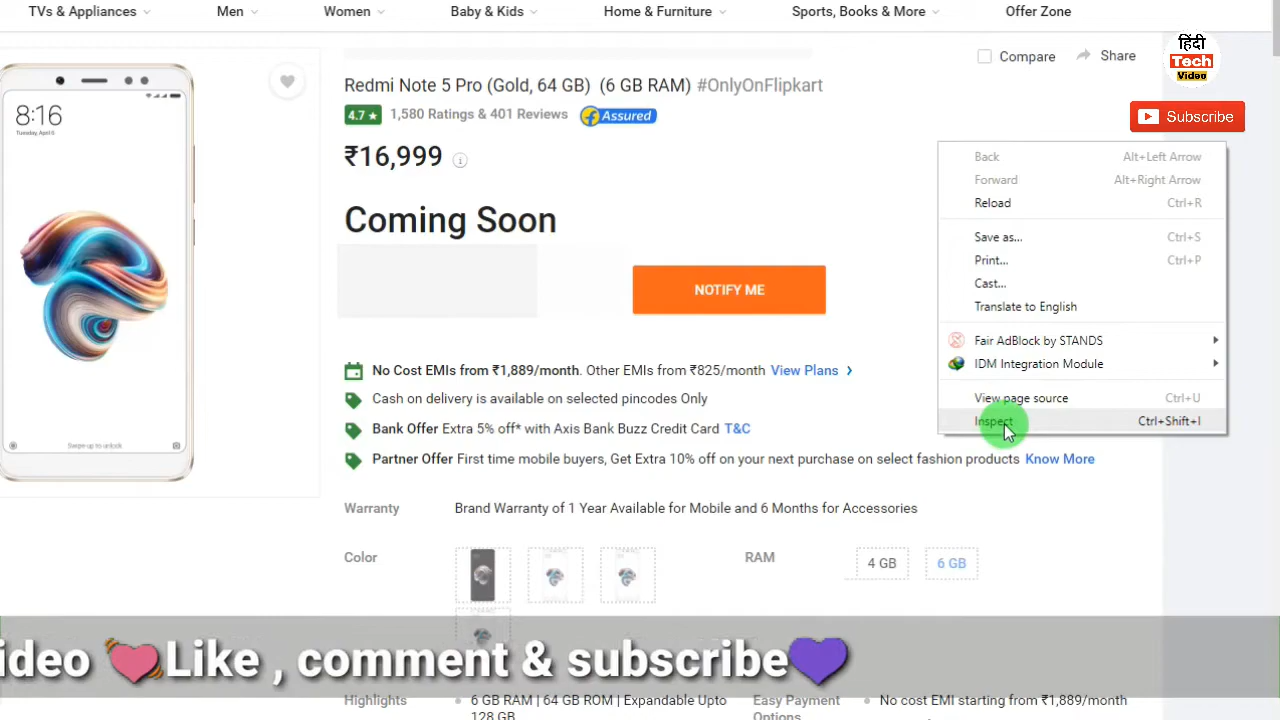 TVs & Appliances
Men
Women
Baby & Kids
Home & Furniture
Sports, Books & More
Offer Zone
हिंदी
Tech
Video
Compare
Share
Subscribe
8:16
Tuesday, April 6
Swipe up to unlock
Redmi Note 5 Pro (Gold, 64 GB) (6 GB RAM) #OnlyOnFlipkart
4.7 ★ 1,580 Ratings & 401 Reviews Assured
₹16,999
Coming Soon
NOTIFY ME
Back Alt+Left Arrow
Forward Alt+Right Arrow
Reload Ctrl+R
Save as... Ctrl+S
Print... Ctrl+P
Cast...
Translate to English
Fair AdBlock by STANDS
IDM Integration Module
View page source Ctrl+U
Inspect Ctrl+Shift+I
No Cost EMIs from ₹1,889/month. Other EMIs from ₹825/month View Plans
Cash on delivery is available on selected pincodes Only
Bank Offer Extra 5% off* with Axis Bank Buzz Credit Card T&C
Partner Offer First time mobile buyers, Get Extra 10% off on your next purchase on select fashion products Know More
Warranty Brand Warranty of 1 Year Available for Mobile and 6 Months for Accessories
Color
RAM 4 GB 6 GB
ideo 💘Like , comment & subscribe💜
Highlights
6 GB RAM | 64 GB ROM | Expandable Upto
128 GB
Easy Payment
Options
No cost EMI starting from ₹1,889/month